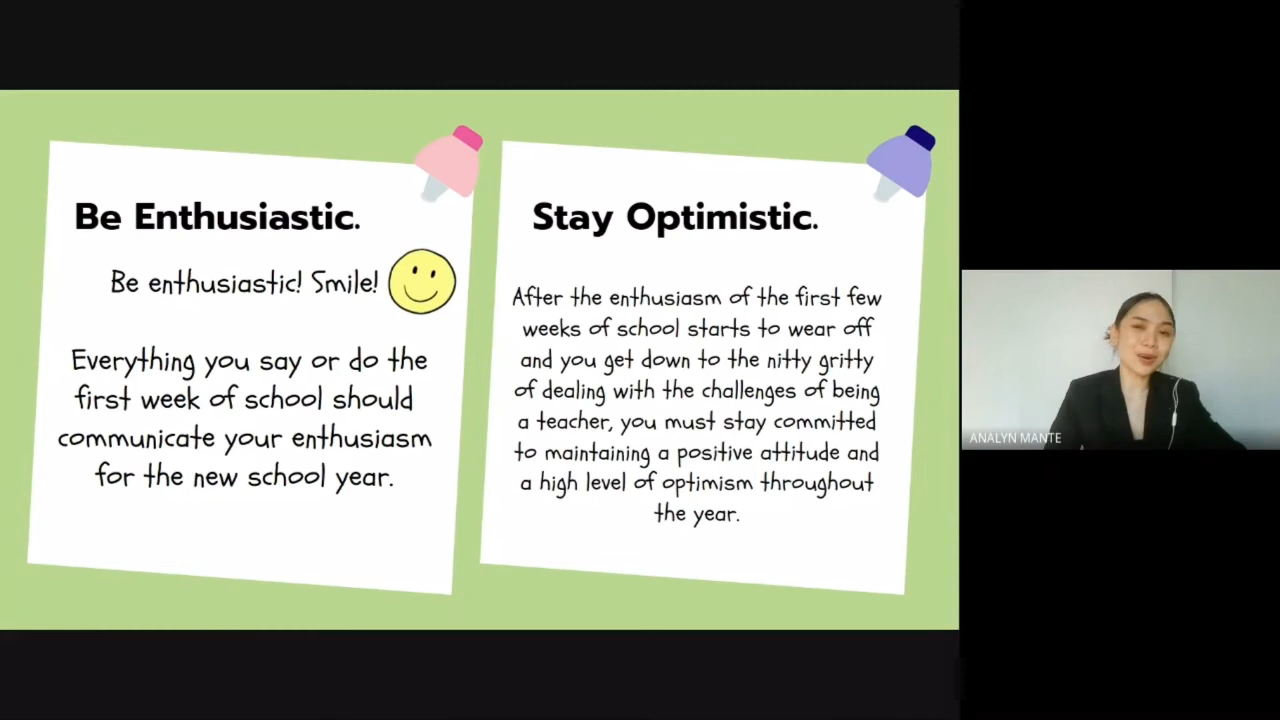 Be Enthusiastic.
Be enthusiastic! Smile!
Everything you say or do the
first week of school should
communicate your enthusiasm
for the new school year.
Stay Optimistic.
After the enthusiasm of the first few
weeks of school starts to wear off
and you get down to the nitty gritty
of dealing with the challenges of being
a teacher, you must stay committed
to maintaining a positive attitude and
a high level of optimism throughout
the year.
ANALYN MANTE